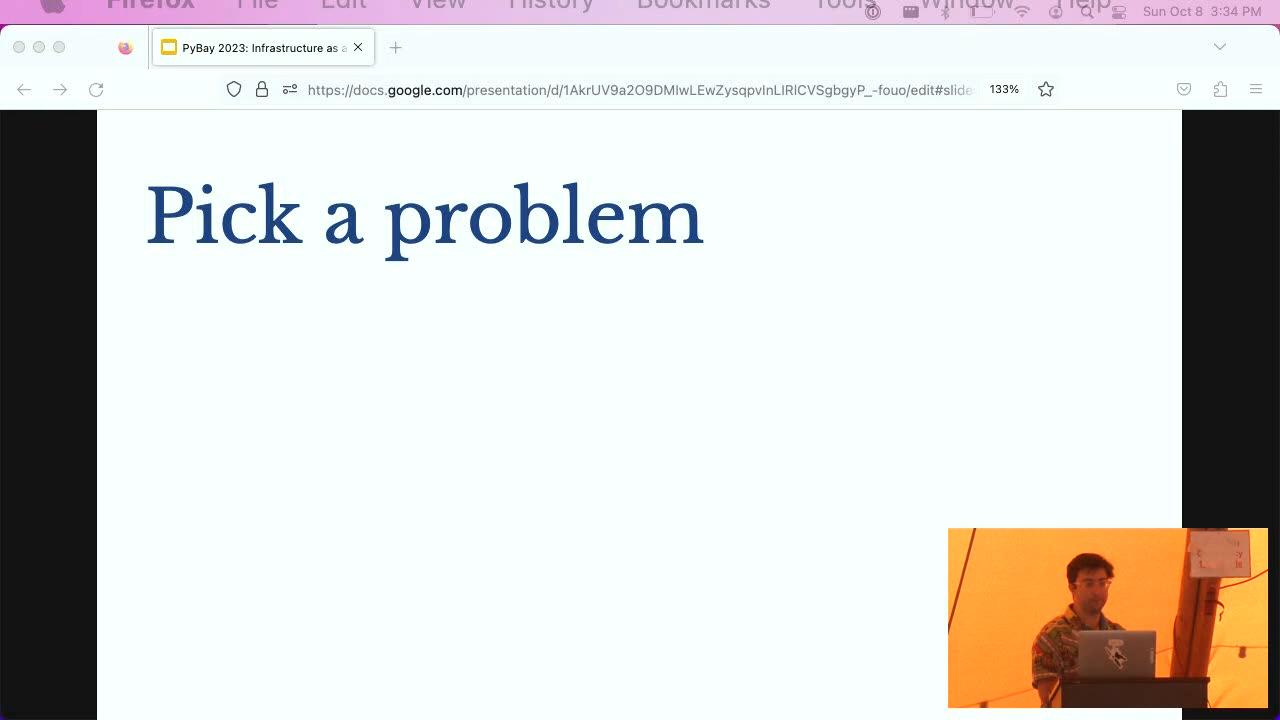 Firefox File Edit View History Bookmarks Tools Window Help Sun Oct 8 3:34 PM
PyBay 2023: Infrastructure as a
https://docs.google.com/presentation/d/1AkrUV9a2O9DMIwLEwZysqpvInLlRlCVSgbgyP_-fouo/edit#slide 133%
Pick a problem